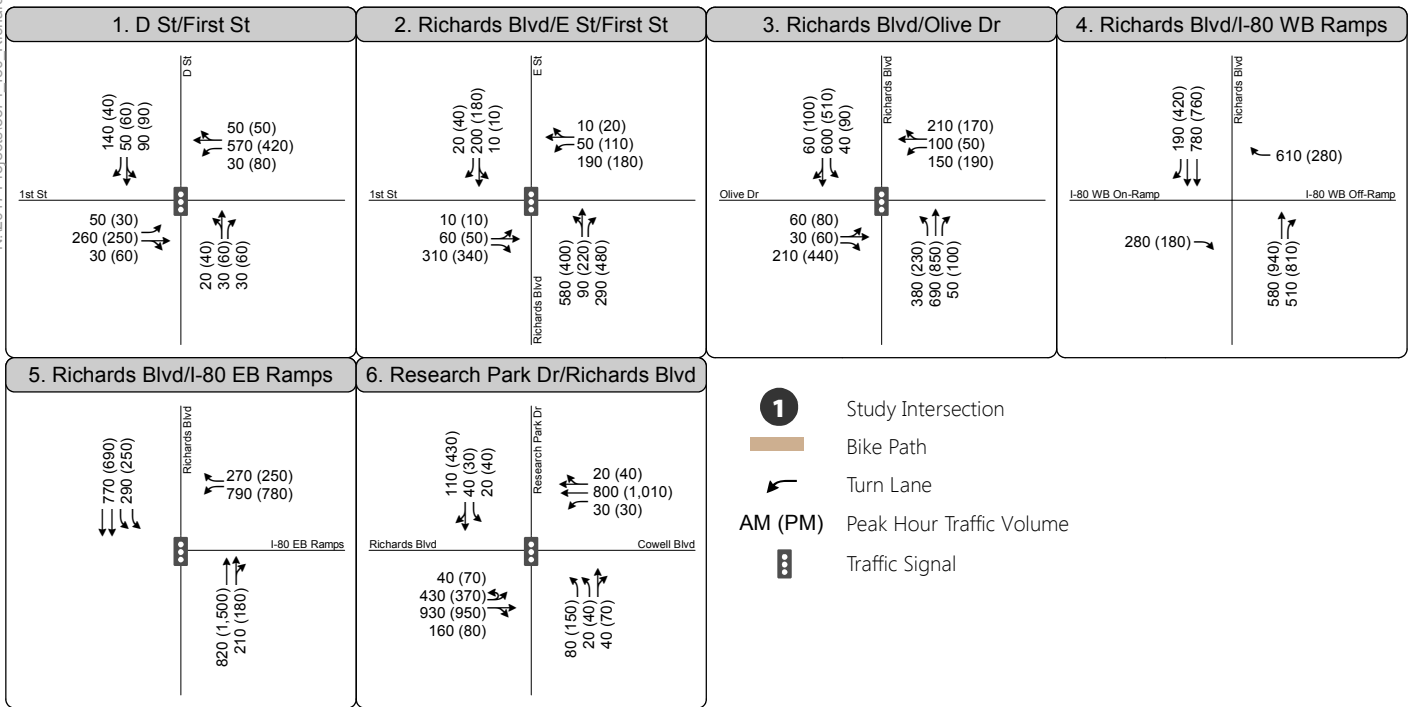 1. D St/First St
D St
140 (40)
50 (60)
90 (90)
50 (50)
570 (420)
30 (80)
1st St
50 (30)
260 (250)
30 (60)
20 (40)
30 (60)
30 (60)
2. Richards Blvd/E St/First St
E St
20 (40)
200 (180)
10 (10)
10 (20)
50 (110)
190 (180)
1st St
10 (10)
60 (50)
310 (340)
580 (400)
90 (220)
290 (480)
Richards Blvd
3. Richards Blvd/Olive Dr
Richards Blvd
60 (100)
600 (510)
40 (90)
210 (170)
100 (50)
150 (190)
Olive Dr
60 (80)
30 (60)
210 (440)
380 (230)
690 (850)
50 (100)
4. Richards Blvd/I-80 WB Ramps
Richards Blvd
190 (420)
780 (760)
610 (280)
I-80 WB On-Ramp
I-80 WB Off-Ramp
280 (180)
580 (940)
510 (810)
5. Richards Blvd/I-80 EB Ramps
Richards Blvd
770 (690)
290 (250)
270 (250)
790 (780)
I-80 EB Ramps
820 (1,500)
210 (180)
6. Research Park Dr/Richards Blvd
Research Park Dr
110 (430)
40 (30)
20 (40)
20 (40)
800 (1,010)
30 (30)
Richards Blvd
Cowell Blvd
40 (70)
430 (370)
930 (950)
160 (80)
80 (150)
20 (40)
40 (70)
1 Study Intersection
Bike Path
Turn Lane
AM (PM) Peak Hour Traffic Volume
Traffic Signal